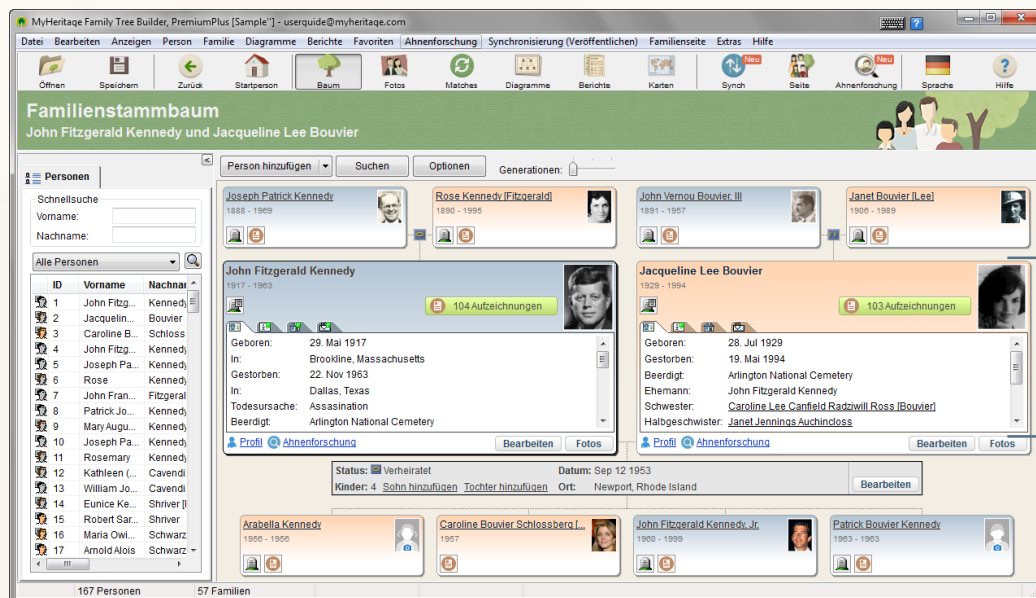 MyHeritage Family Tree Builder, PremiumPlus [Sample"] - userquide@myheritage.com
Datei Bearbeiten Anzeigen Person Familie Diagramme Berichte Favoriten Ahnenforschung Synchronisierung (Veröffentlichen) Familienseite Extras Hilfe
Neu Neu
Öffnen Speichern Zurück Startperson Baum Fotos Matches Diagramme Berichte Karten Synch Seite Ahnenforschung Sprache Hilfe
Familienstammbaum
John Fitzgerald Kennedy und Jacqueline Lee Bouvier
Personen
Schnellsuche
Vorname:
Nachname:
Alle Personen
ID Vorname Nachnar
1 John Fitzg... Kennedy
2 Jacquelin... Bouvier
3 Caroline B... Schloss
4 John Fitzg... Kennedy
5 Joseph Pa... Kennedy
6 Rose Kennedy
7 John Fran... Fitzgeral
8 Patrick Jo... Kennedy
9 Mary Augu... Kennedy
10 Joseph Pa... Kennedy
11 Rosemary Kennedy
12 Kathleen (... Cavendi
13 William Jo... Cavendi
14 Eunice Ke... Shriver [
15 Robert Sar... Shriver
16 Maria Owi... Schwarz
17 Arnold Alois Schwarz
Person hinzufügen Suchen Optionen Generationen:
Joseph Patrick Kennedy
1888 - 1969
Rose Kennedy [Fitzgerald]
1890 - 1995
John Vernou Bouvier, III
1891 - 1957
Janet Bouvier [Lee]
1906 - 1989
John Fitzgerald Kennedy
1917 - 1963
104 Aufzeichnungen
Geboren: 29. Mai 1917
In: Brookline, Massachusetts
Gestorben: 22. Nov 1963
In: Dallas, Texas
Todesursache: Assasination
Beerdigt: Arlington National Cemetery
Profil Ahnenforschung Bearbeiten Fotos
Jacqueline Lee Bouvier
1929 - 1994
103 Aufzeichnungen
Geboren: 28. Jul 1929
Gestorben: 19. Mai 1994
Beerdigt: Arlington National Cemetery
Ehemann: John Fitzgerald Kennedy
Schwester: Caroline Lee Canfield Radziwill Ross [Bouvier]
Halbgeschwister: Janet Jennings Auchincloss
Profil Ahnenforschung Bearbeiten Fotos
Status: Verheiratet Datum: Sep 12 1953
Kinder: 4 Sohn hinzufügen Tochter hinzufügen Ort: Newport, Rhode Island
Bearbeiten
Arabella Kennedy
1956 - 1956
Caroline Bouvier Schlossberg [...
1957
John Fitzgerald Kennedy, Jr.
1960 - 1999
Patrick Bouvier Kennedy
1963 - 1963
167 Personen 57 Familien